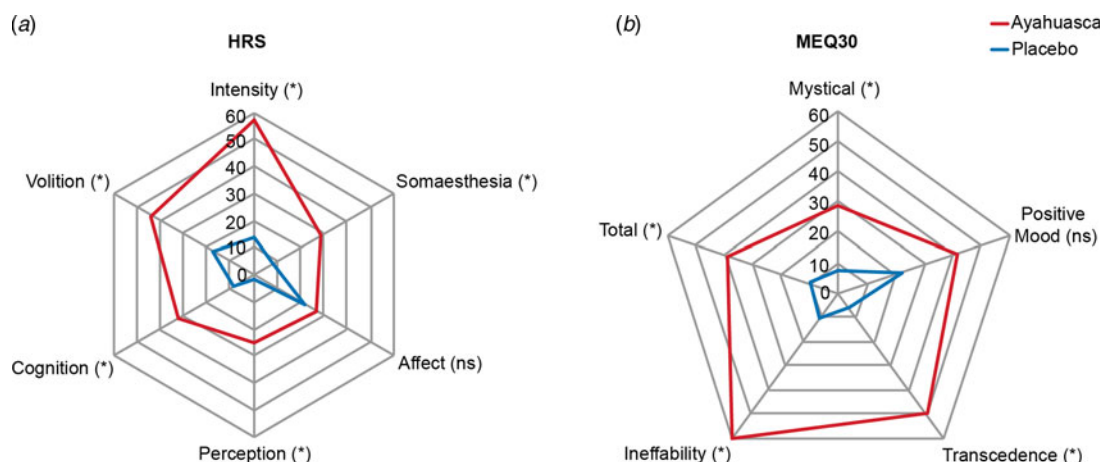 (a)
HRS
Intensity (*)
60
50
40
30
20
10
0
Volition (*)
Somaesthesia (*)
Cognition (*)
Affect (ns)
Perception (*)
(b)
MEQ30
Ayahuasca
Placebo
Mystical (*)
60
50
40
30
20
10
0
Total (*)
Positive
Mood (ns)
Ineffability (*)
Transcedence (*)